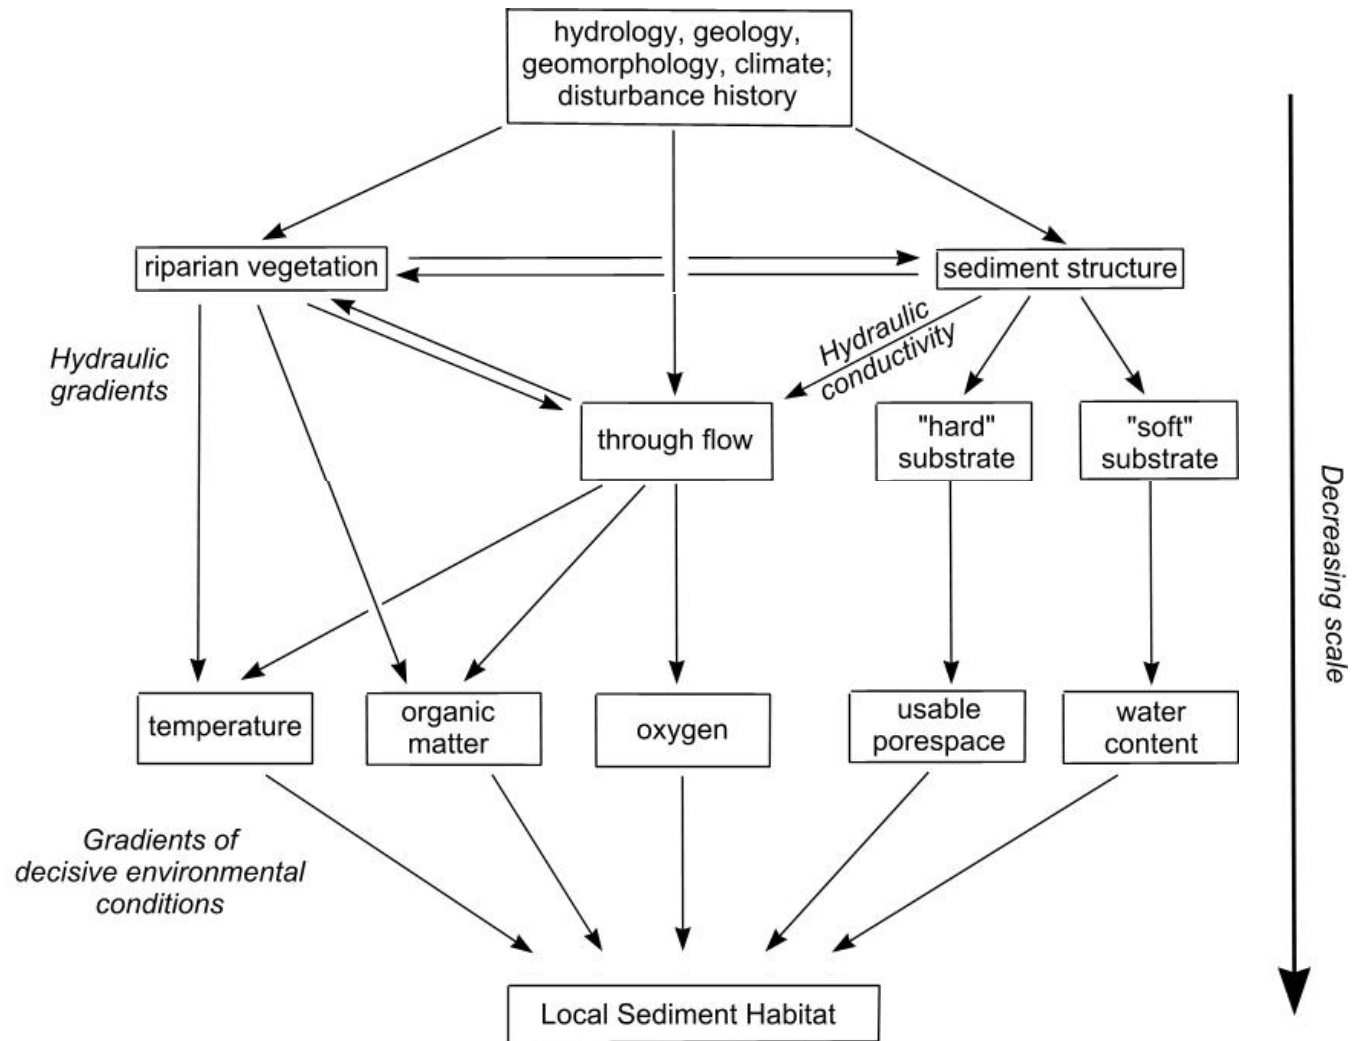 hydrology, geology,
geomorphology, climate;
disturbance history
riparian vegetation
sediment structure
Hydraulic
gradients
Hydraulic
conductivity
through flow
"hard"
substrate
"soft"
substrate
Decreasing scale
temperature
organic
matter
oxygen
usable
porespace
water
content
Gradients of
decisive environmental
conditions
Local Sediment Habitat